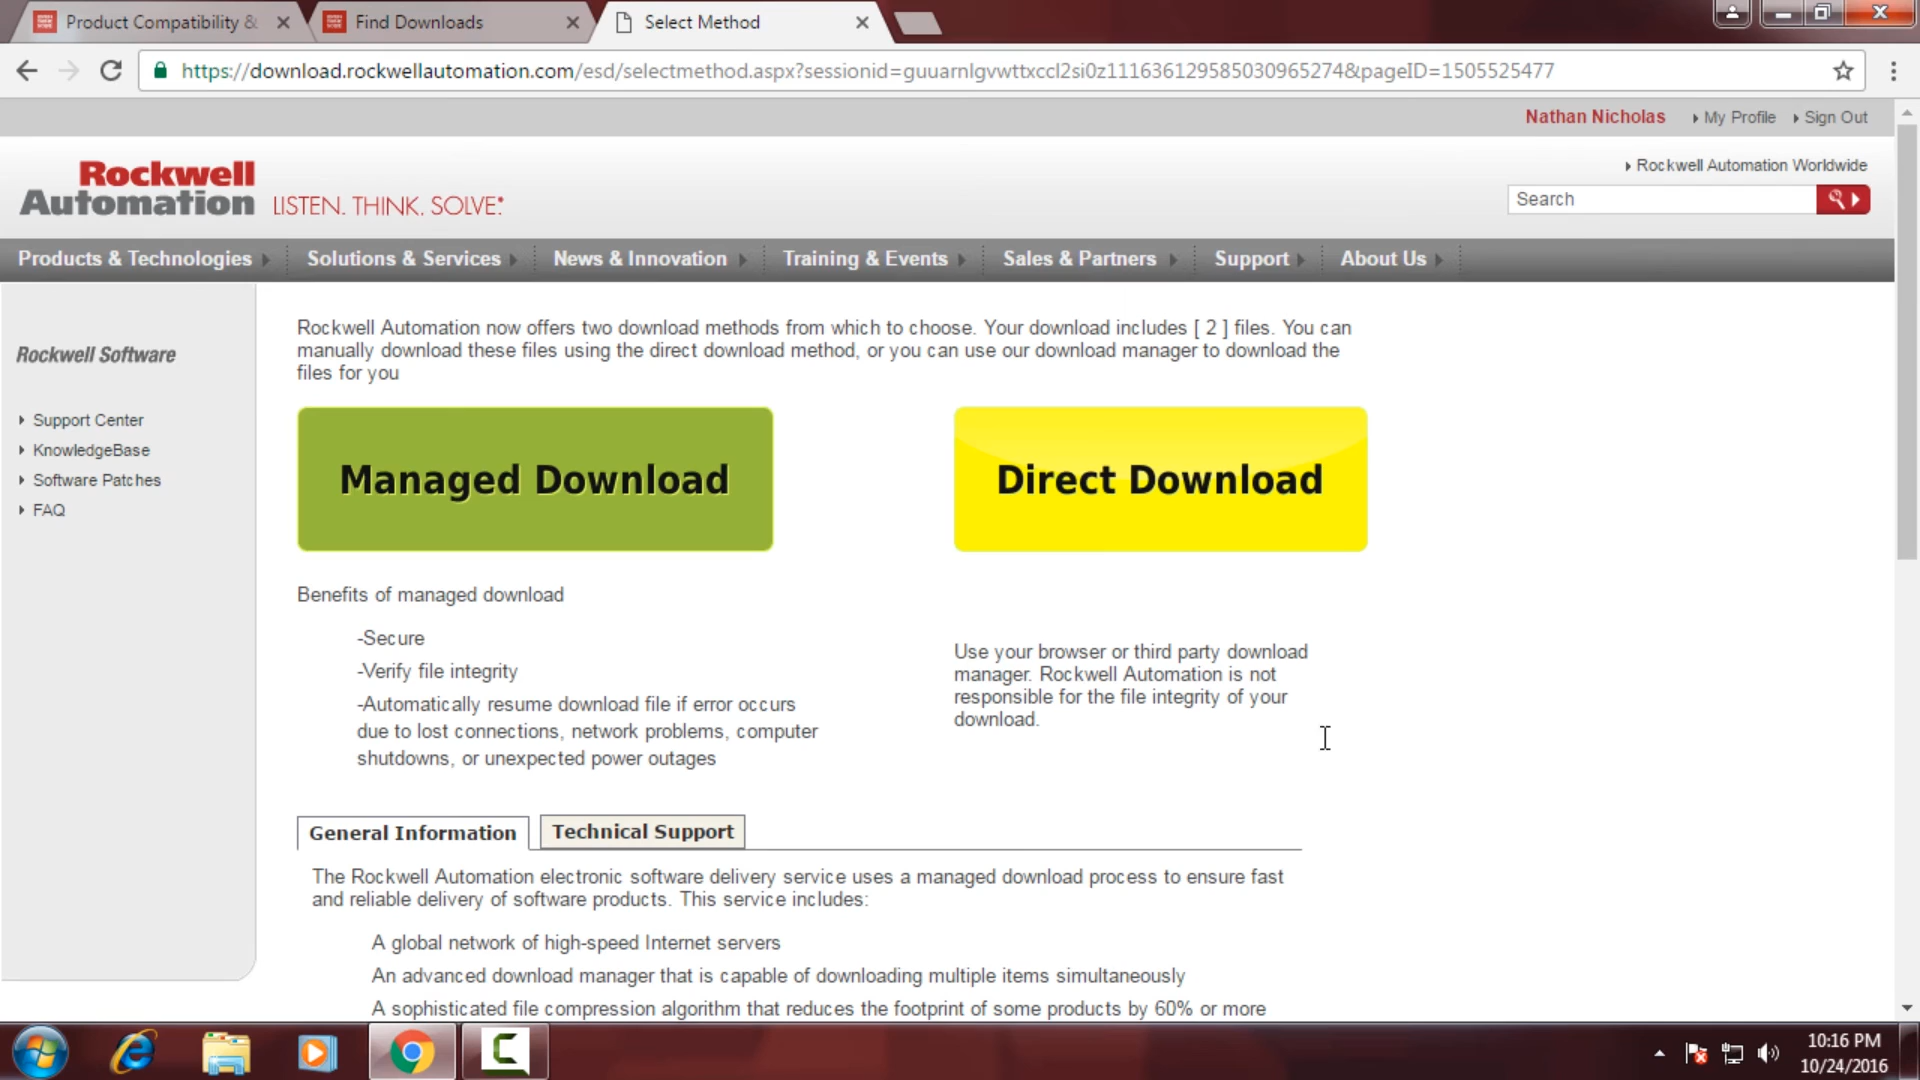 Product Compatibility &
Find Downloads
Select Method
https://download.rockwellautomation.com/esd/selectmethod.aspx?sessionid=guuarnlgvwttxccl2si0z111636129585030965274&pageID=1505525477
Nathan Nicholas
My Profile
Sign Out
Rockwell Automation
LISTEN. THINK. SOLVE.
Rockwell Automation Worldwide
Search
Products & Technologies
Solutions & Services
News & Innovation
Training & Events
Sales & Partners
Support
About Us
Rockwell Software
Support Center
KnowledgeBase
Software Patches
FAQ
Rockwell Automation now offers two download methods from which to choose. Your download includes [ 2 ] files. You can
manually download these files using the direct download method, or you can use our download manager to download the
files for you
Managed Download
Direct Download
Benefits of managed download
-Secure
-Verify file integrity
-Automatically resume download file if error occurs
due to lost connections, network problems, computer
shutdowns, or unexpected power outages
Use your browser or third party download
manager. Rockwell Automation is not
responsible for the file integrity of your
download.
General Information
Technical Support
The Rockwell Automation electronic software delivery service uses a managed download process to ensure fast
and reliable delivery of software products. This service includes:
A global network of high-speed Internet servers
An advanced download manager that is capable of downloading multiple items simultaneously
A sophisticated file compression algorithm that reduces the footprint of some products by 60% or more
10:16 PM
10/24/2016